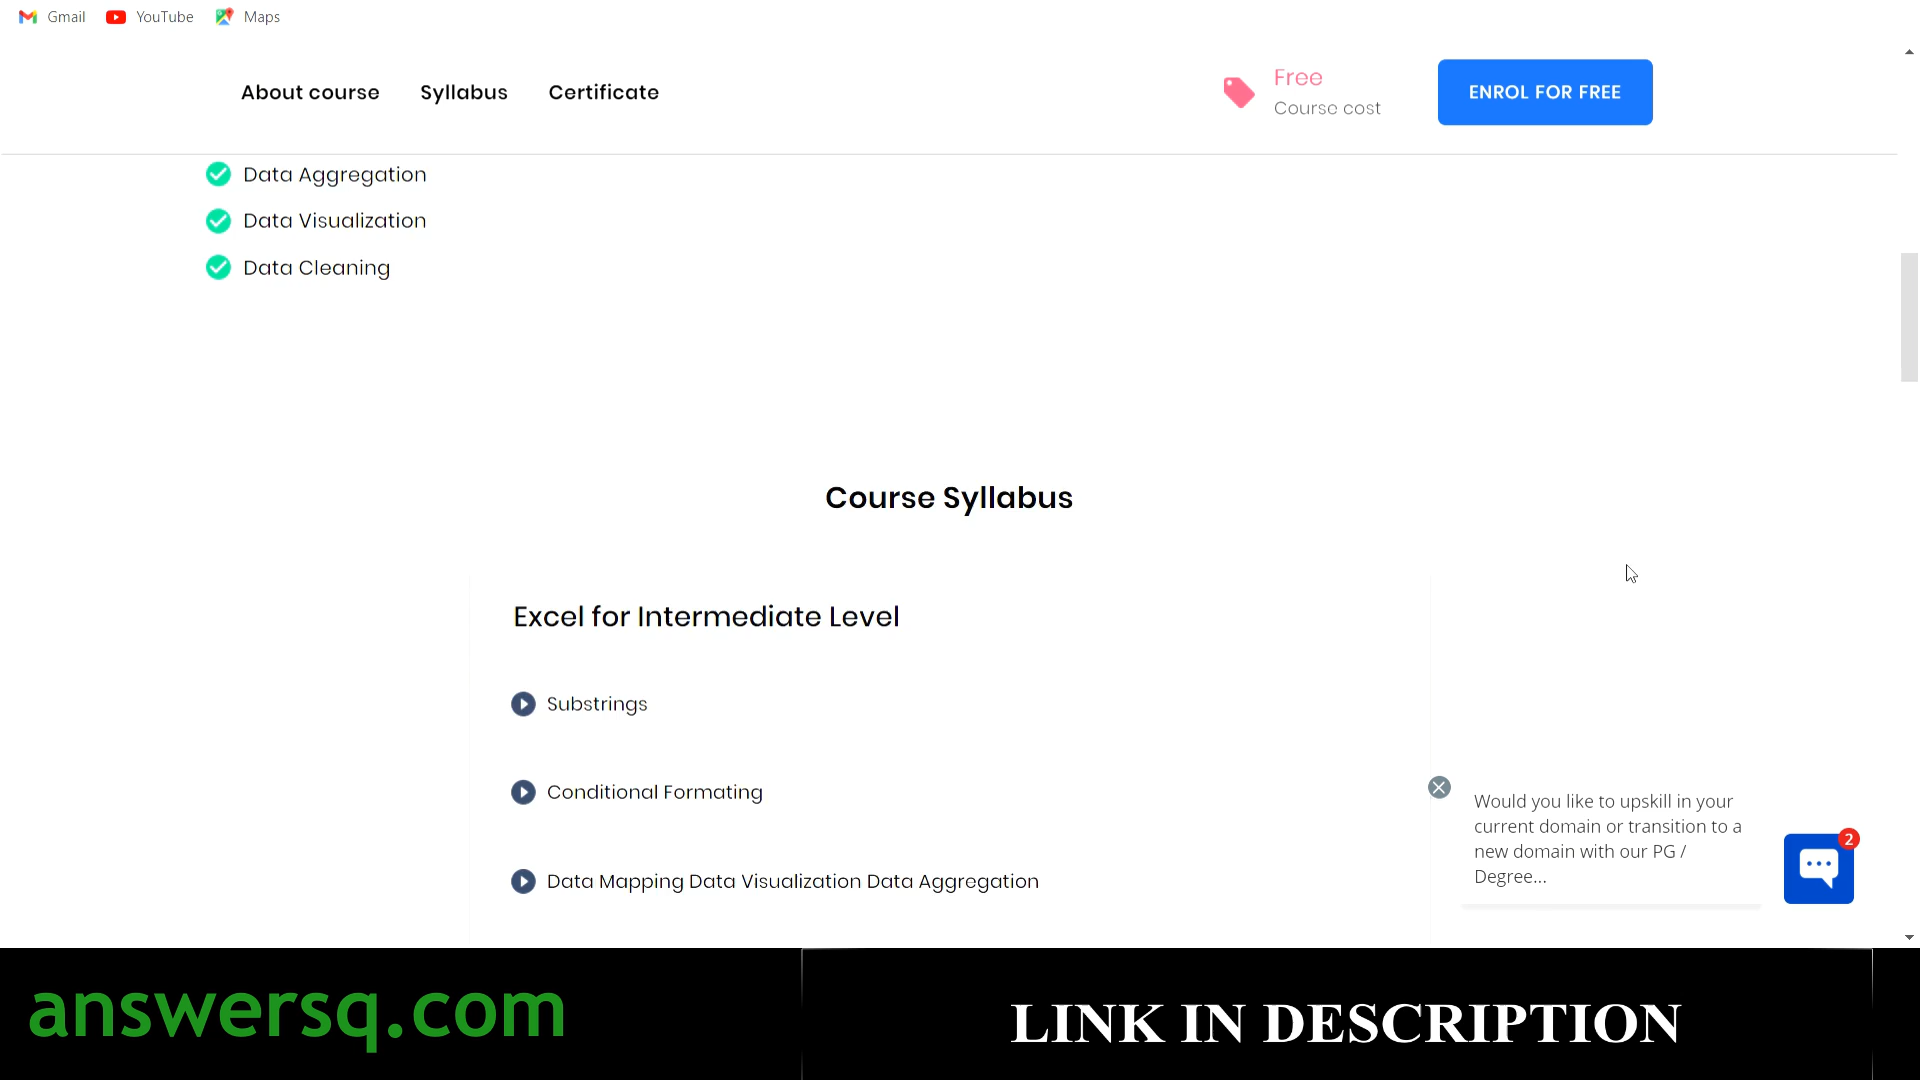 Gmail YouTube Maps
About course Syllabus Certificate
Free
Course cost
ENROL FOR FREE
Data Aggregation
Data Visualization
Data Cleaning
Course Syllabus
Excel for Intermediate Level
Substrings
Conditional Formating
Data Mapping Data Visualization Data Aggregation
Would you like to upskill in your
current domain or transition to a
new domain with our PG /
Degree...
2
answersq.com
LINK IN DESCRIPTION